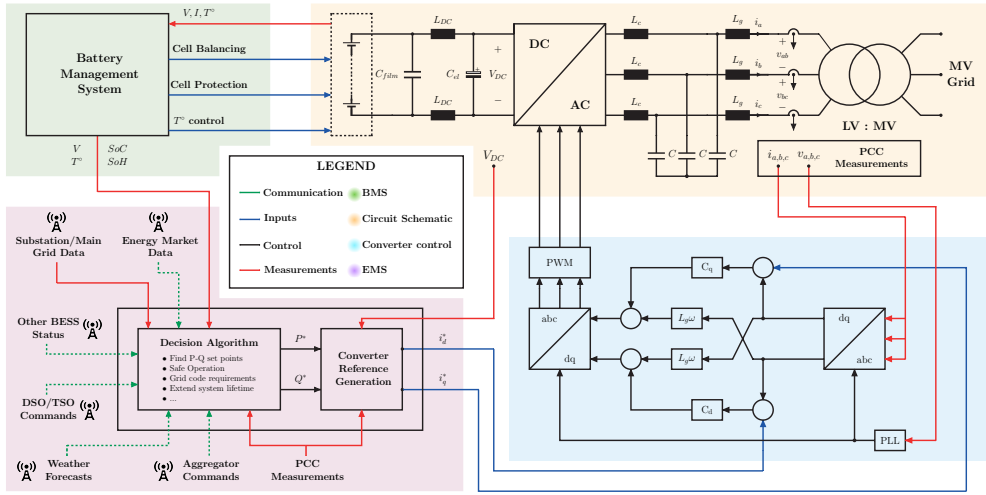 Battery
Management
System
V, I, T°
Cell Balancing
Cell Protection
T° control
V SoC
T° SoH
L_DC
L_DC
C_film
C_el
+
+
V_DC
−
DC
AC
L_c
L_c
L_c
L_g
L_g
L_g
i_a
i_b
i_c
+
v_ab
−
+
v_bc
−
C
C
C
MV
Grid
LV : MV
i_a,b,c v_a,b,c
PCC
Measurements
V_DC
LEGEND
Communication
BMS
Inputs
Circuit Schematic
Control
Converter control
Measurements
EMS
Substation/Main
Grid Data
Energy Market
Data
Other BESS
Status
DSO/TSO
Commands
Weather
Forecasts
Aggregator
Commands
PCC
Measurements
Decision Algorithm
• Find P-Q set points
• Safe Operation
• Grid code requirements
• Extend system lifetime
• ...
P*
Q*
Converter
Reference
Generation
i*_d
i*_q
PWM
abc
dq
C_q
L_gω
L_gω
C_d
dq
abc
PLL